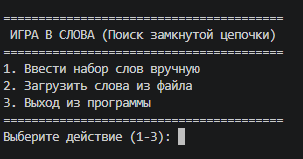 ========================================
ИГРА В СЛОВА (Поиск замкнутой цепочки)
========================================
1. Ввести набор слов вручную
2. Загрузить слова из файла
3. Выход из программы
========================================
Выберите действие (1-3):